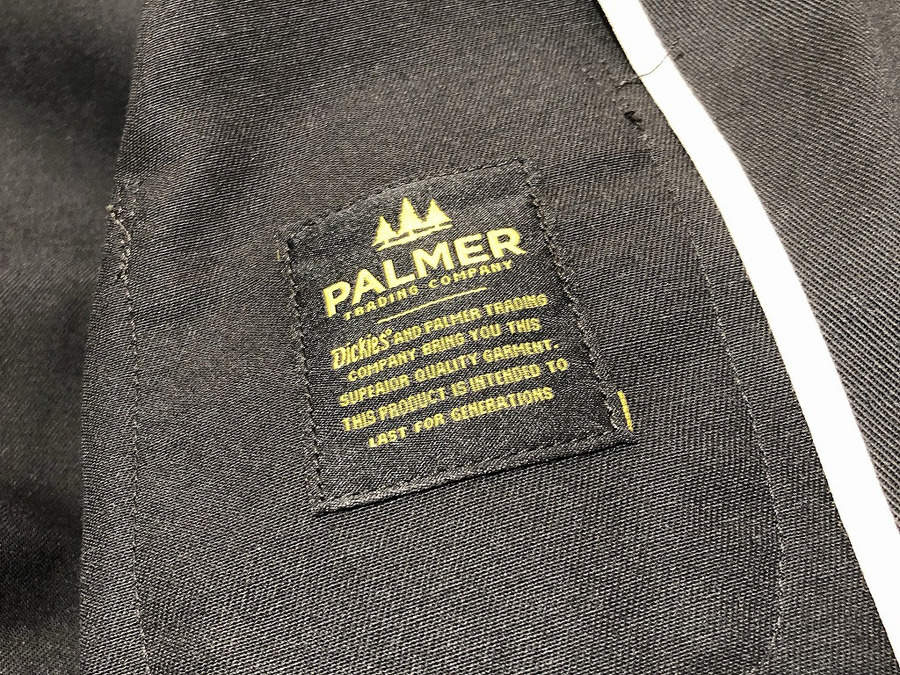 PALMER
TRADING COMPANY
Dickies® AND PALMER TRADING
COMPANY BRING YOU THIS
SUPERIOR QUALITY GARMENT.
THIS PRODUCT IS INTENDED TO
LAST FOR GENERATIONS